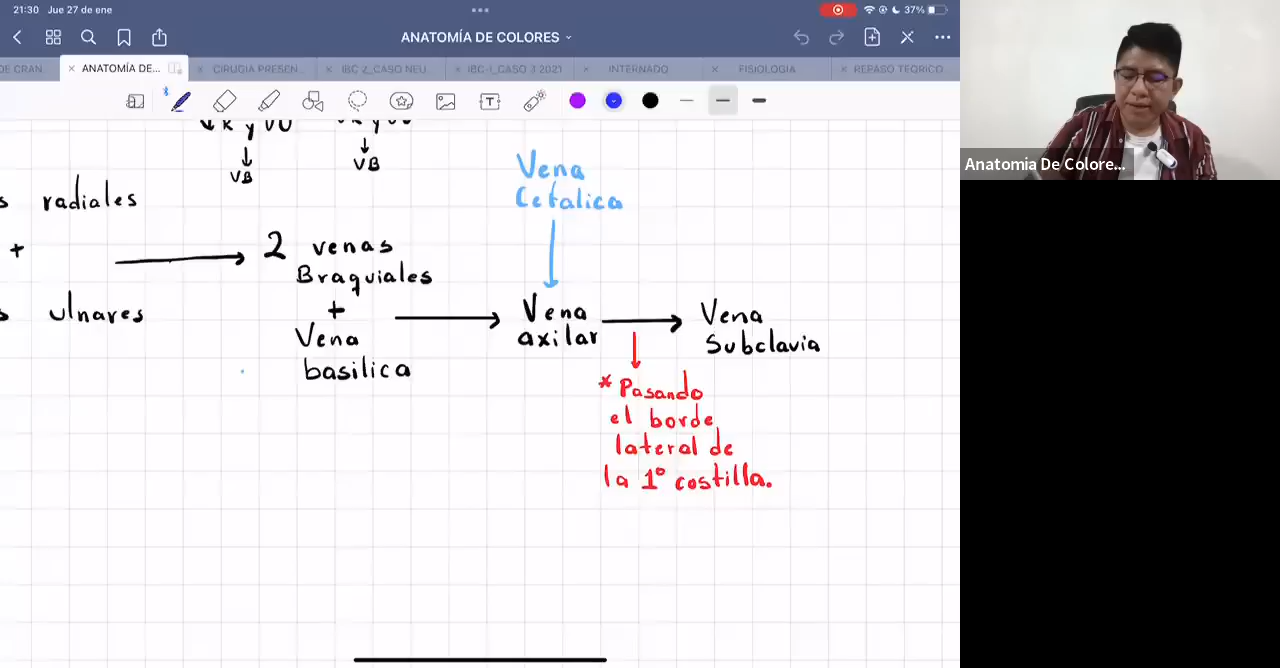 21:30 Jue 27 de ene
37%
ANATOMÍA DE COLORES
DE CRAN
ANATOMÍA DE...
CIRUGIA PRESEN...
IBC 2_CASO NEU
IBC-I_CASO 3 2021
INTERNADO
FISIOLOGIA
REPASO TEORICO
Anatomia De Colore...
VB
VB
Vena
Cefalica
s radiales
+
2 venas
Braquiales
+
Vena
basilica
s ulnares
Vena
axilar
Vena
Subclavia
* Pasando
el borde
lateral de
la 1° costilla.